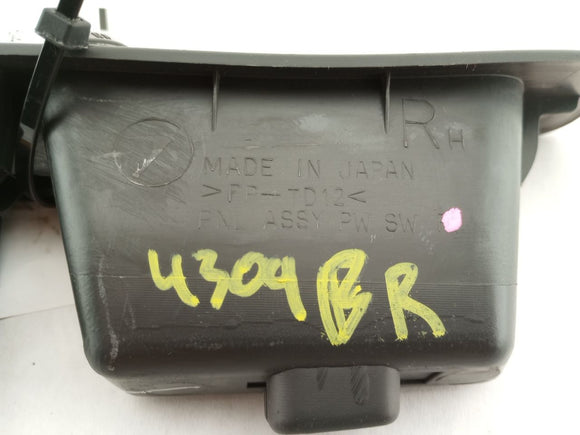 RH
MADE IN JAPAN
>PP-TD12<
PNL ASSY PW SW
4309 BR